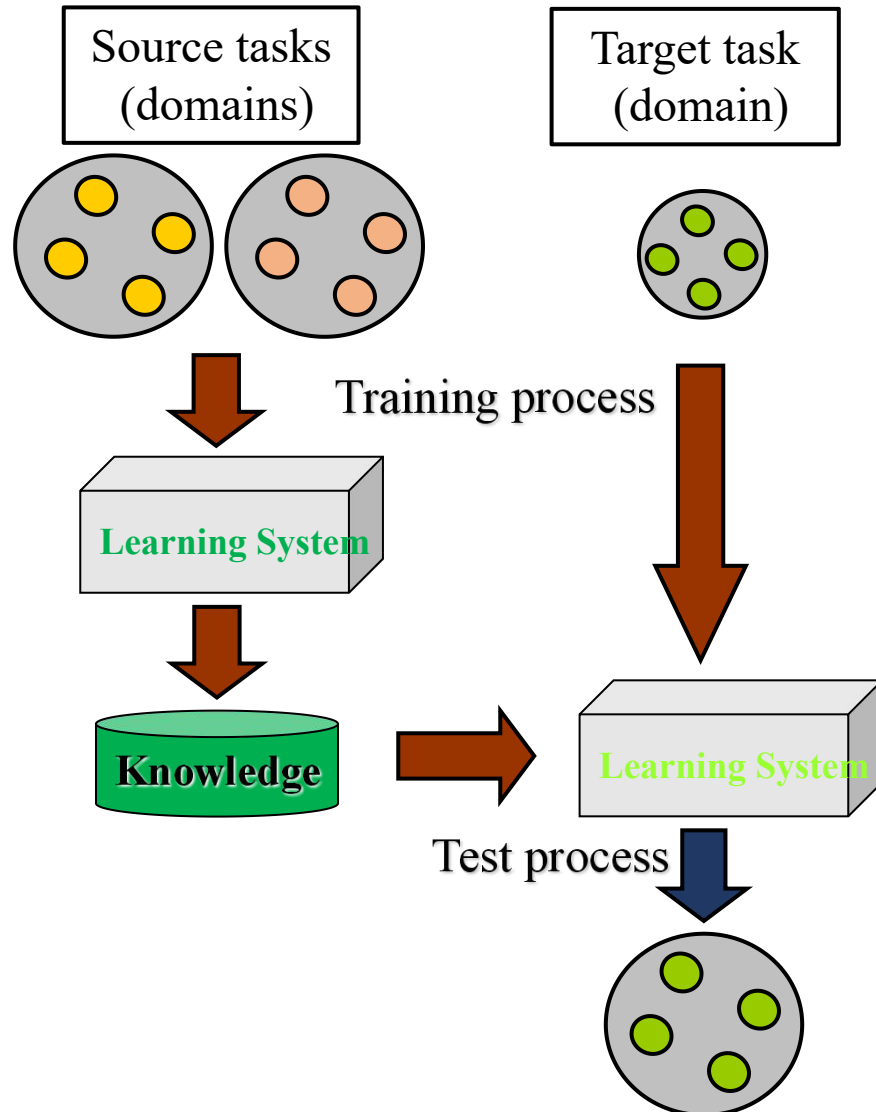 Source tasks
(domains)
Target task
(domain)
Training process
Learning System
Knowledge
Learning System
Test process